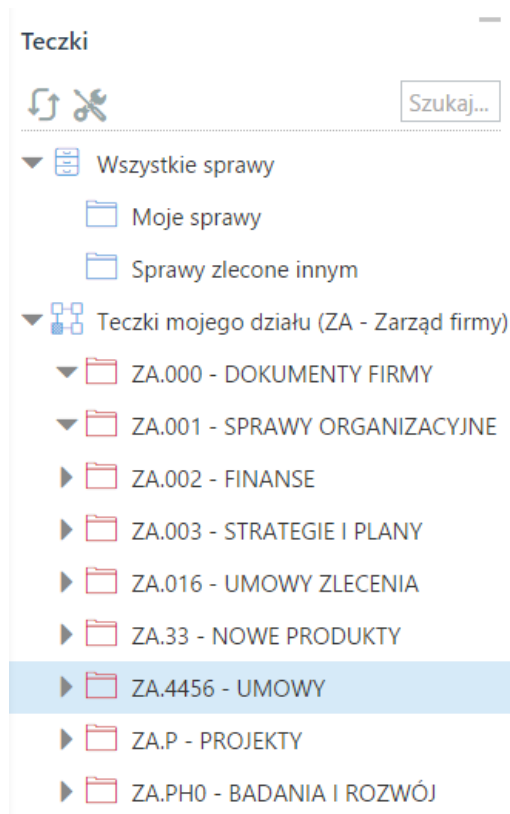 Teczki
Szukaj...
Wszystkie sprawy
Moje sprawy
Sprawy zlecone innym
Teczki mojego działu (ZA - Zarząd firmy)
ZA.000 - DOKUMENTY FIRMY
ZA.001 - SPRAWY ORGANIZACYJNE
ZA.002 - FINANSE
ZA.003 - STRATEGIE I PLANY
ZA.016 - UMOWY ZLECENIA
ZA.33 - NOWE PRODUKTY
ZA.4456 - UMOWY
ZA.P - PROJEKTY
ZA.PH0 - BADANIA I ROZWÓJ